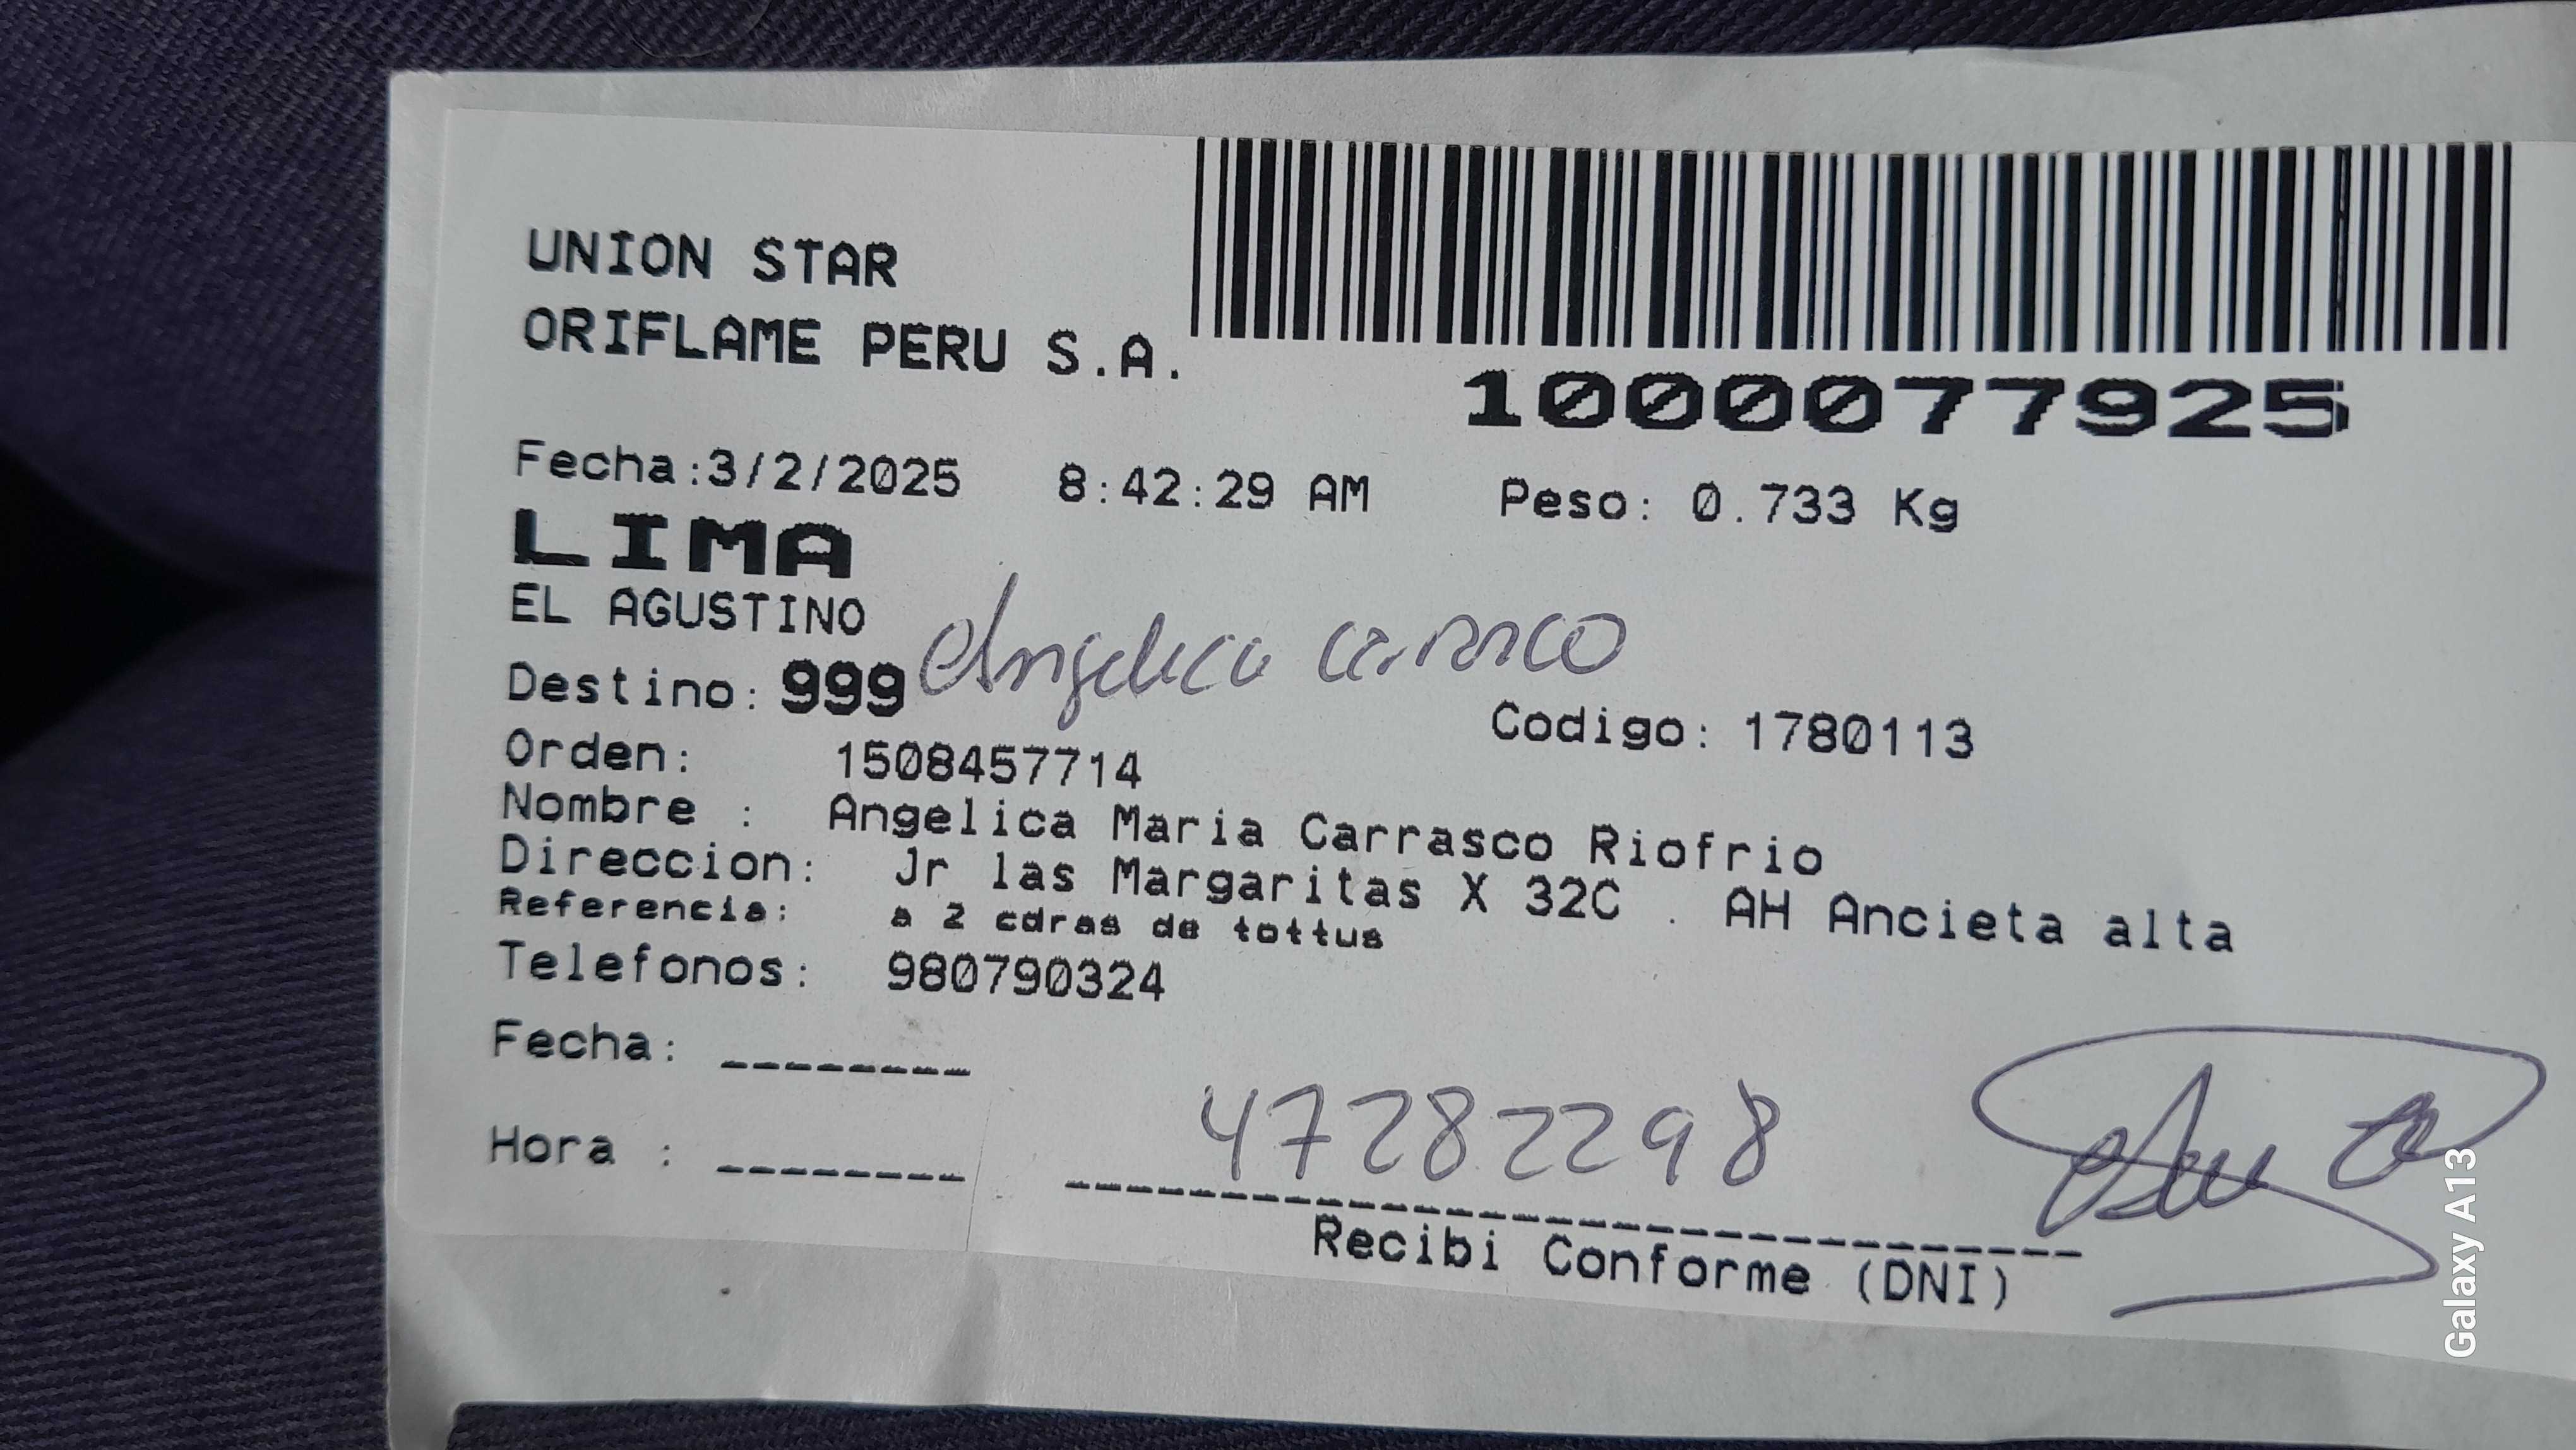 UNION STAR
ORIFLAME PERU S.A.
1000077925
Fecha:3/2/2025 8:42:29 AM Peso: 0.733 Kg
LIMA
EL AGUSTINO
Angelica Carrasco
Destino: 999
Codigo: 1780113
Orden: 1508457714
Nombre : Angelica Maria Carrasco Riofrio
Direccion: Jr las Margaritas X 32C . AH Ancieta alta
Referencia: a 2 cdras de tottus
Telefonos: 980790324
Fecha: --------
Hora : --------
47282298
Recibi Conforme (DNI)
Galaxy A13